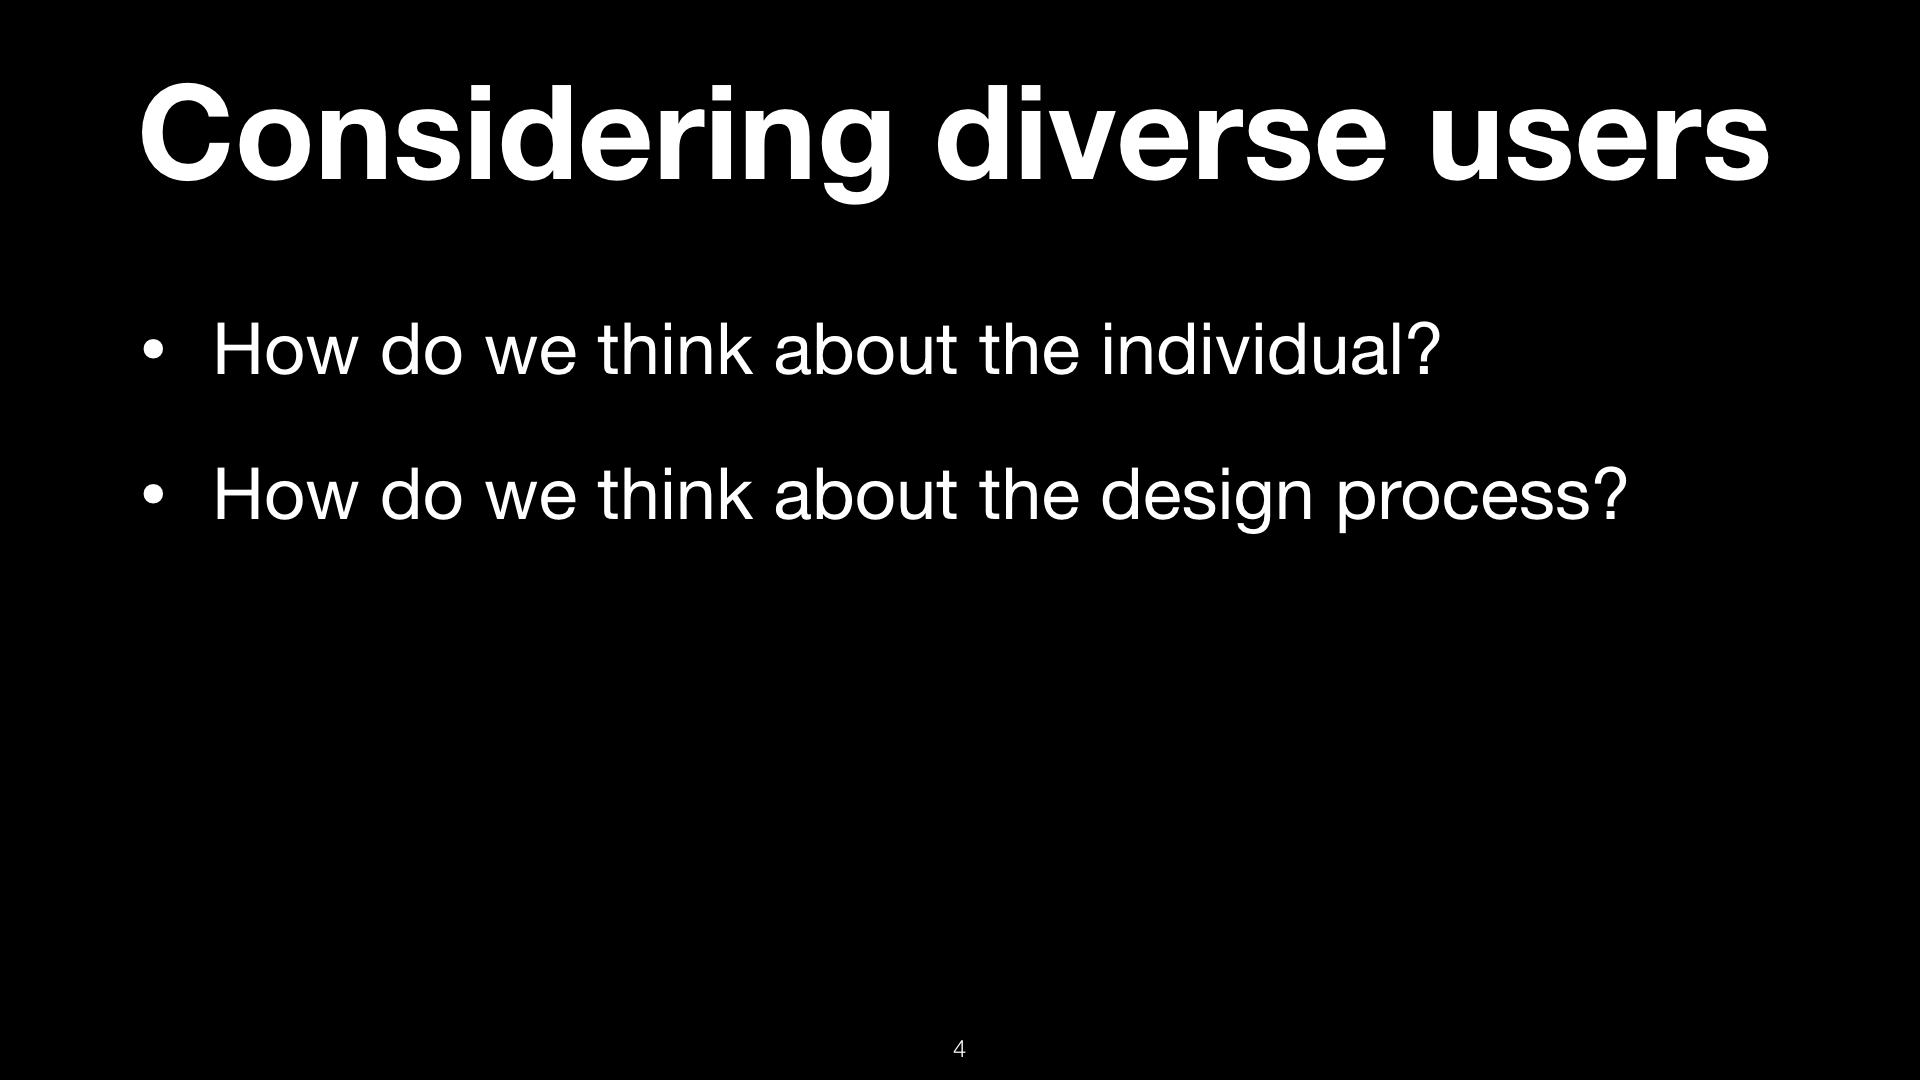 Considering diverse users
• How do we think about the individual?
• How do we think about the design process?
4